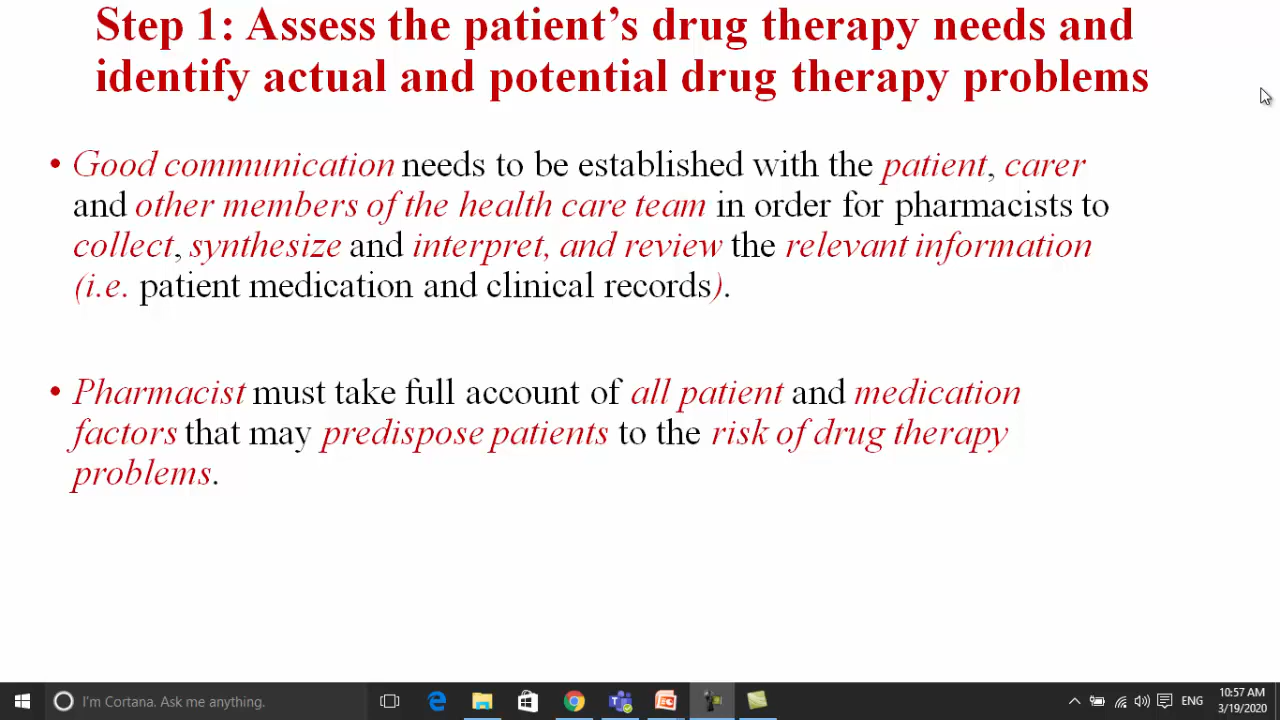 Step 1: Assess the patient’s drug therapy needs and
identify actual and potential drug therapy problems
• Good communication needs to be established with the patient, carer
and other members of the health care team in order for pharmacists to
collect, synthesize and interpret, and review the relevant information
(i.e. patient medication and clinical records).
• Pharmacist must take full account of all patient and medication
factors that may predispose patients to the risk of drug therapy
problems.
I'm Cortana. Ask me anything.
ENG
10:57 AM
3/19/2020